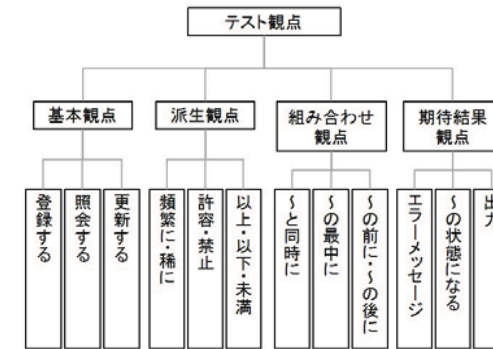 テスト観点
基本観点
派生観点
組み合わせ
観点
期待結果
観点
登録する
照会する
更新する
頻繁に・稀に
許容・禁止
以上・以下・未満
～と同時に
～の最中に
～の前に・～の後に
エラーメッセージ
～の状態になる
出力